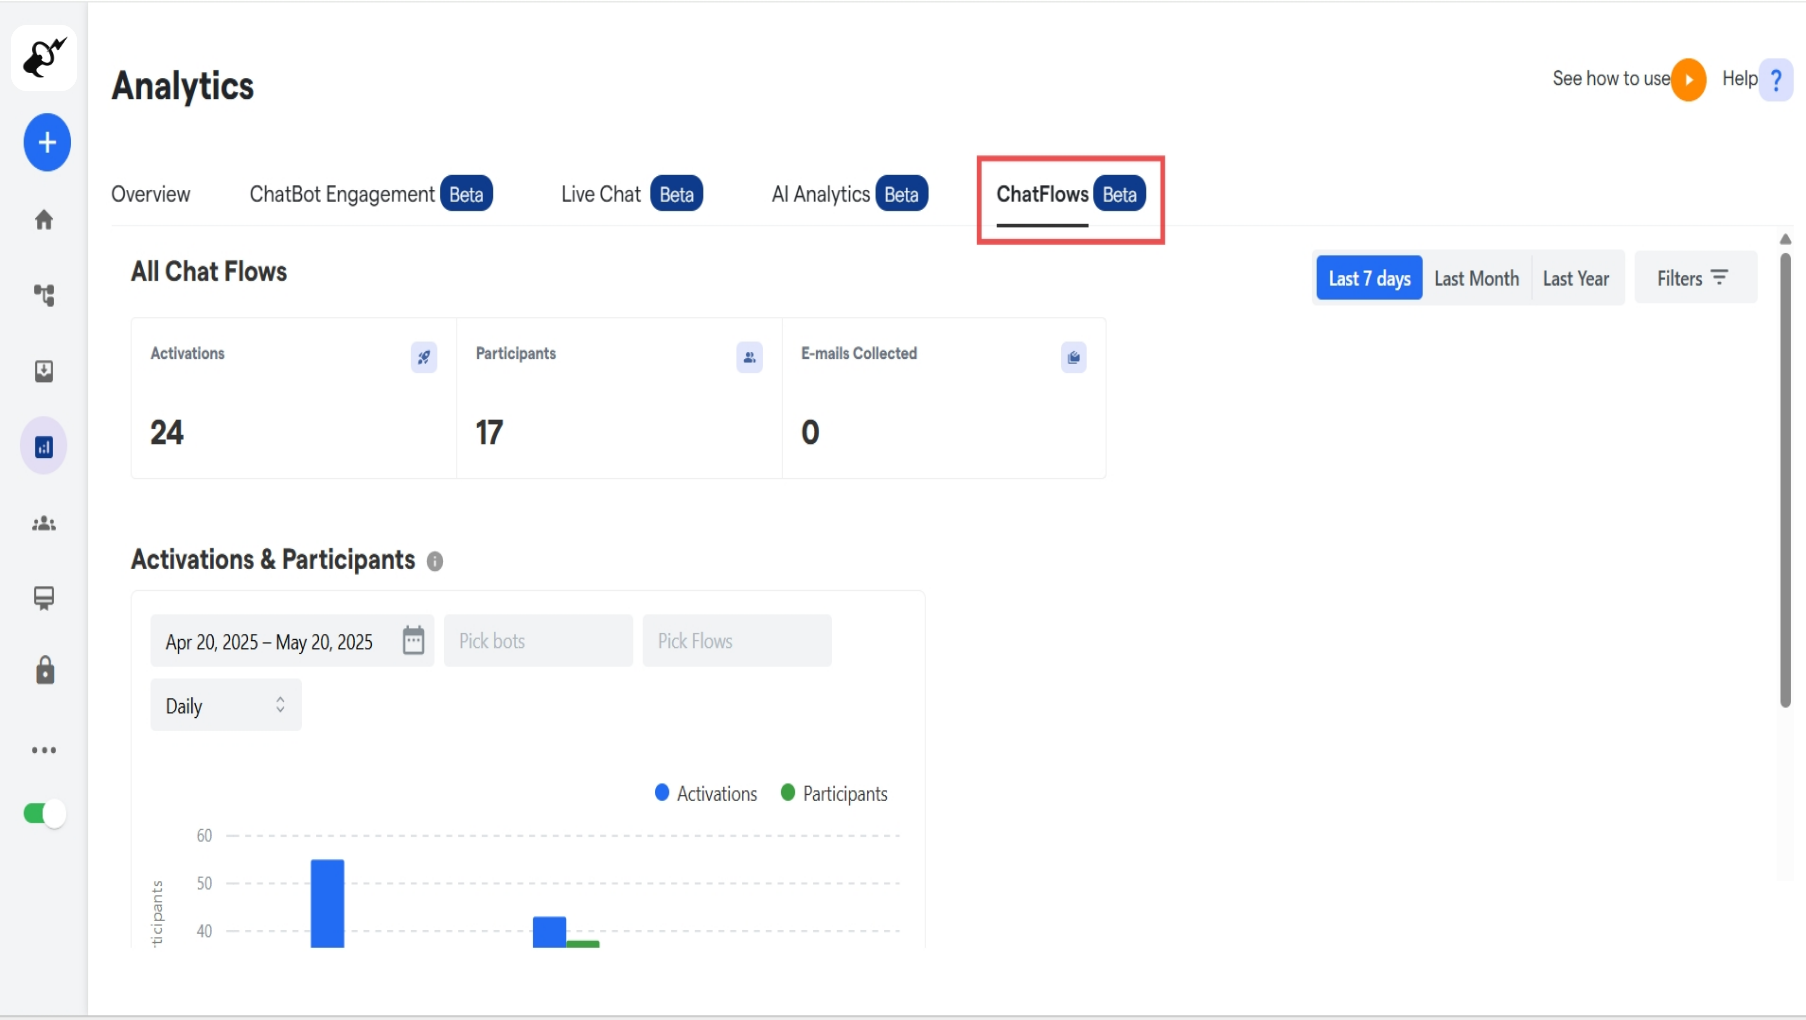 Analytics
See how to use
Help ?
Overview
ChatBot Engagement Beta
Live Chat Beta
AI Analytics Beta
ChatFlows Beta
All Chat Flows
Last 7 days
Last Month
Last Year
Filters
Activations
Participants
E-mails Collected
24
17
0
Activations & Participants
Apr 20, 2025 – May 20, 2025
Pick bots
Pick Flows
Daily
Activations
Participants
60
50
40